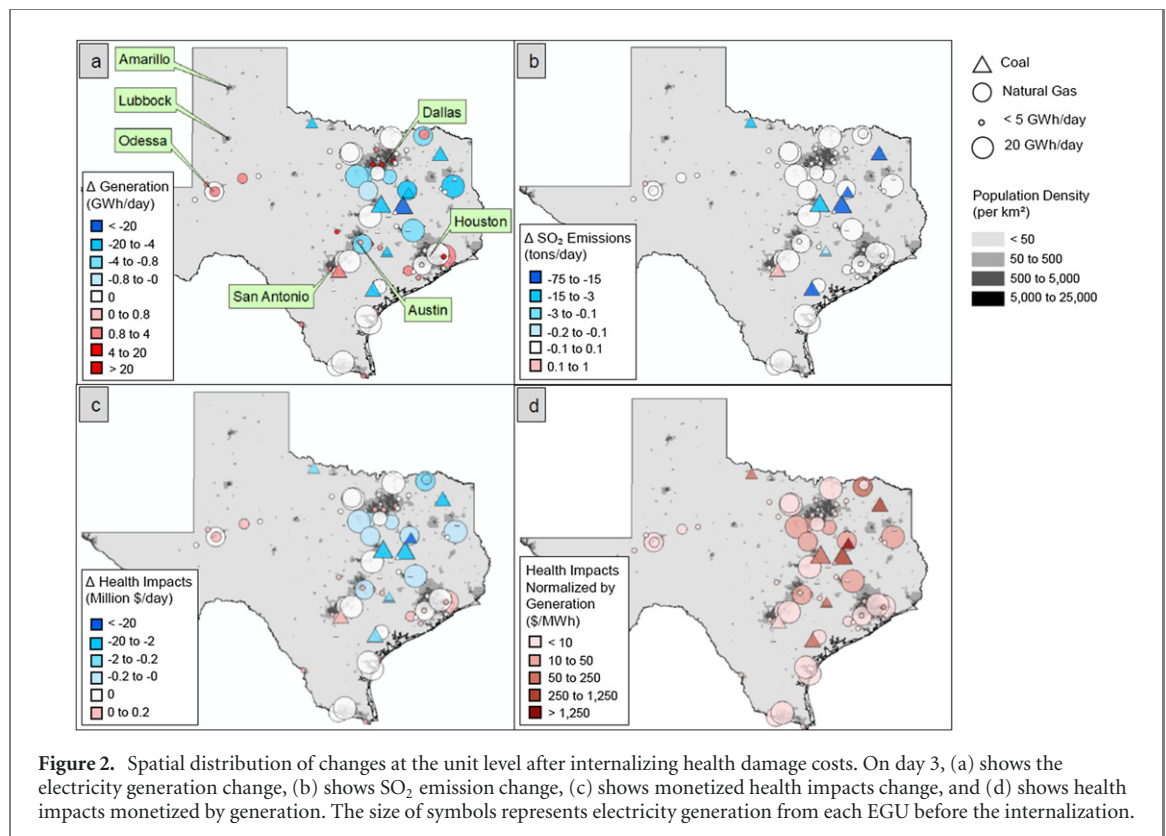 a
Amarillo
Lubbock
Odessa
Dallas
Houston
San Antonio
Austin
Δ Generation
(GWh/day)
< -20
-20 to -4
-4 to -0.8
-0.8 to -0
0
0 to 0.8
0.8 to 4
4 to 20
> 20
b
Δ SO₂ Emissions
(tons/day)
-75 to -15
-15 to -3
-3 to -0.1
-0.2 to -0.1
-0.1 to 0.1
0.1 to 1
Coal
Natural Gas
< 5 GWh/day
20 GWh/day
Population Density
(per km²)
< 50
50 to 500
500 to 5,000
5,000 to 25,000
c
Δ Health Impacts
(Million $/day)
< -20
-20 to -2
-2 to -0.2
-0.2 to -0
0
0 to 0.2
d
Health Impacts
Normalized by
Generation
($/MWh)
< 10
10 to 50
50 to 250
250 to 1,250
> 1,250
Figure 2. Spatial distribution of changes at the unit level after internalizing health damage costs. On day 3, (a) shows the
electricity generation change, (b) shows SO₂ emission change, (c) shows monetized health impacts change, and (d) shows health
impacts monetized by generation. The size of symbols represents electricity generation from each EGU before the internalization.